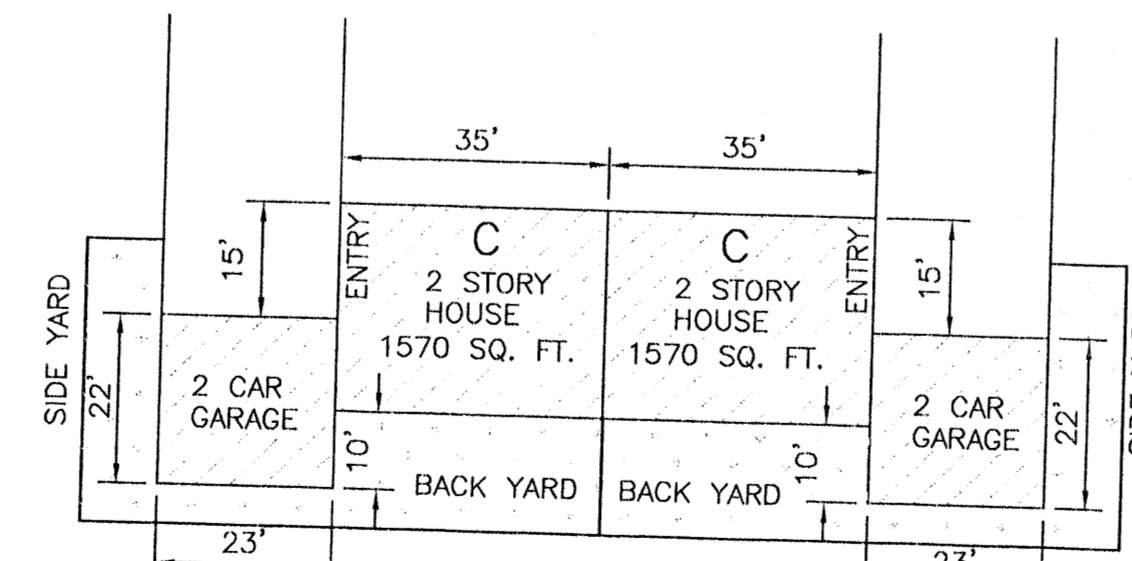 35'
35'
15'
ENTRY
C
2 STORY
HOUSE
1570 SQ. FT.
C
2 STORY
HOUSE
1570 SQ. FT.
ENTRY
15'
SIDE YARD
22'
2 CAR
GARAGE
10'
BACK YARD
BACK YARD
10'
2 CAR
GARAGE
22'
23'
23'